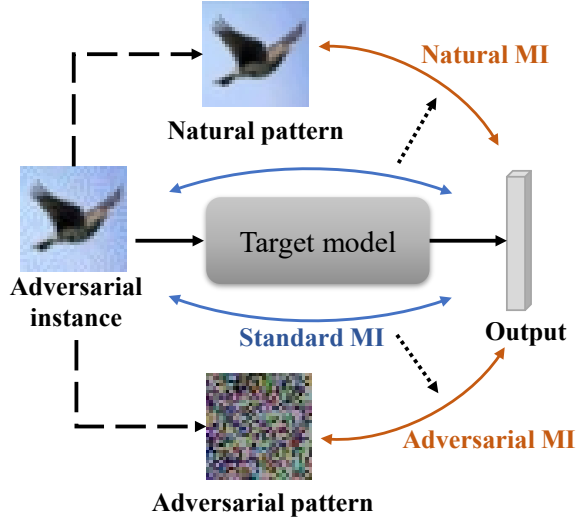 Natural MI
Natural pattern
Target model
Adversarial
instance
Standard MI
Output
Adversarial MI
Adversarial pattern